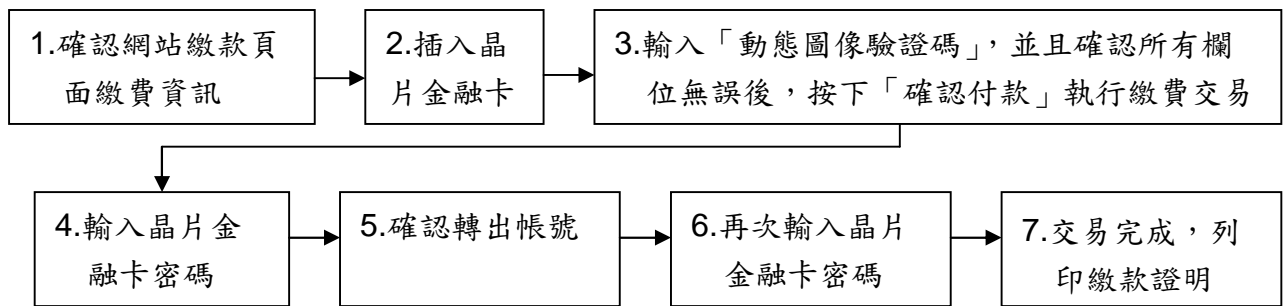 1.確認網站繳款頁
面繳費資訊
2.插入晶
片金融卡
3.輸入「動態圖像驗證碼」,並且確認所有欄
位無誤後,按下「確認付款」執行繳費交易
4.輸入晶片金
融卡密碼
5.確認轉出帳號
6.再次輸入晶片
金融卡密碼
7.交易完成,列
印繳款證明